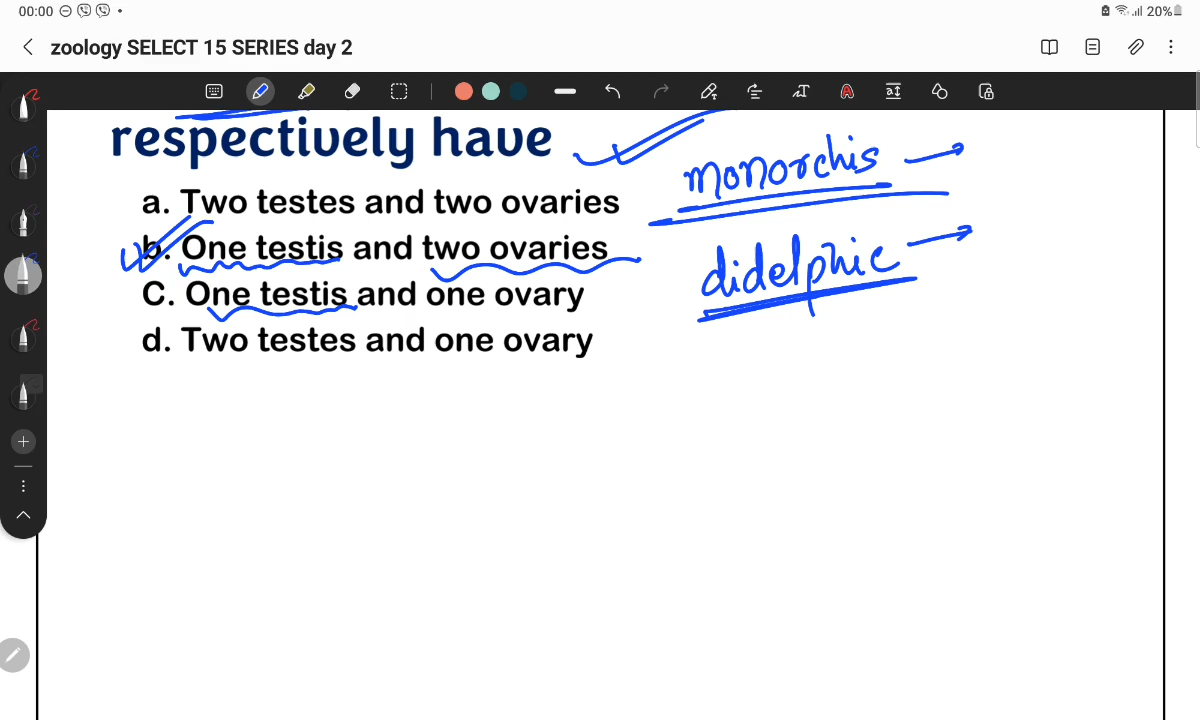 00:00 20%
zoology SELECT 15 SERIES day 2
respectively have
a. Two testes and two ovaries
b. One testis and two ovaries
C. One testis and one ovary
d. Two testes and one ovary
monorchis
didelphic